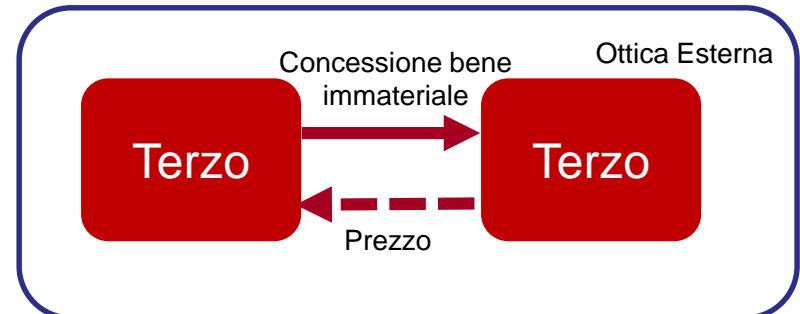 Ottica Esterna
Concessione bene
immateriale
Terzo
Terzo
Prezzo